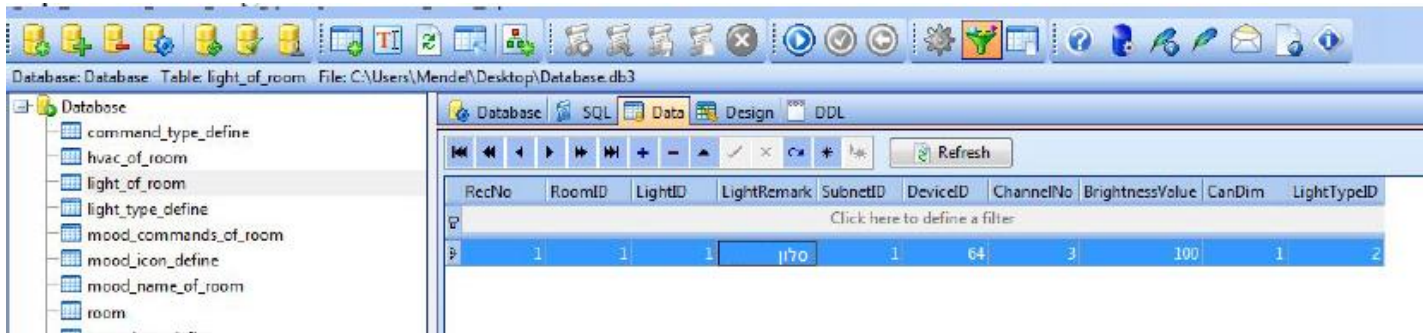 Database: Database Table: light_of_room File: C:\Users\Mendel\Desktop\Database.db3
Database
command_type_define
hvac_of_room
light_of_room
light_type_define
mood_commands_of_room
mood_icon_define
mood_name_of_room
room
Database SQL Data Design DDL
Refresh
RecNo RoomID LightID LightRemark SubnetID DeviceID ChannelNo BrightnessValue CanDim LightTypeID
Click here to define a filter
1 1 1 סלון 1 64 3 100 1 2